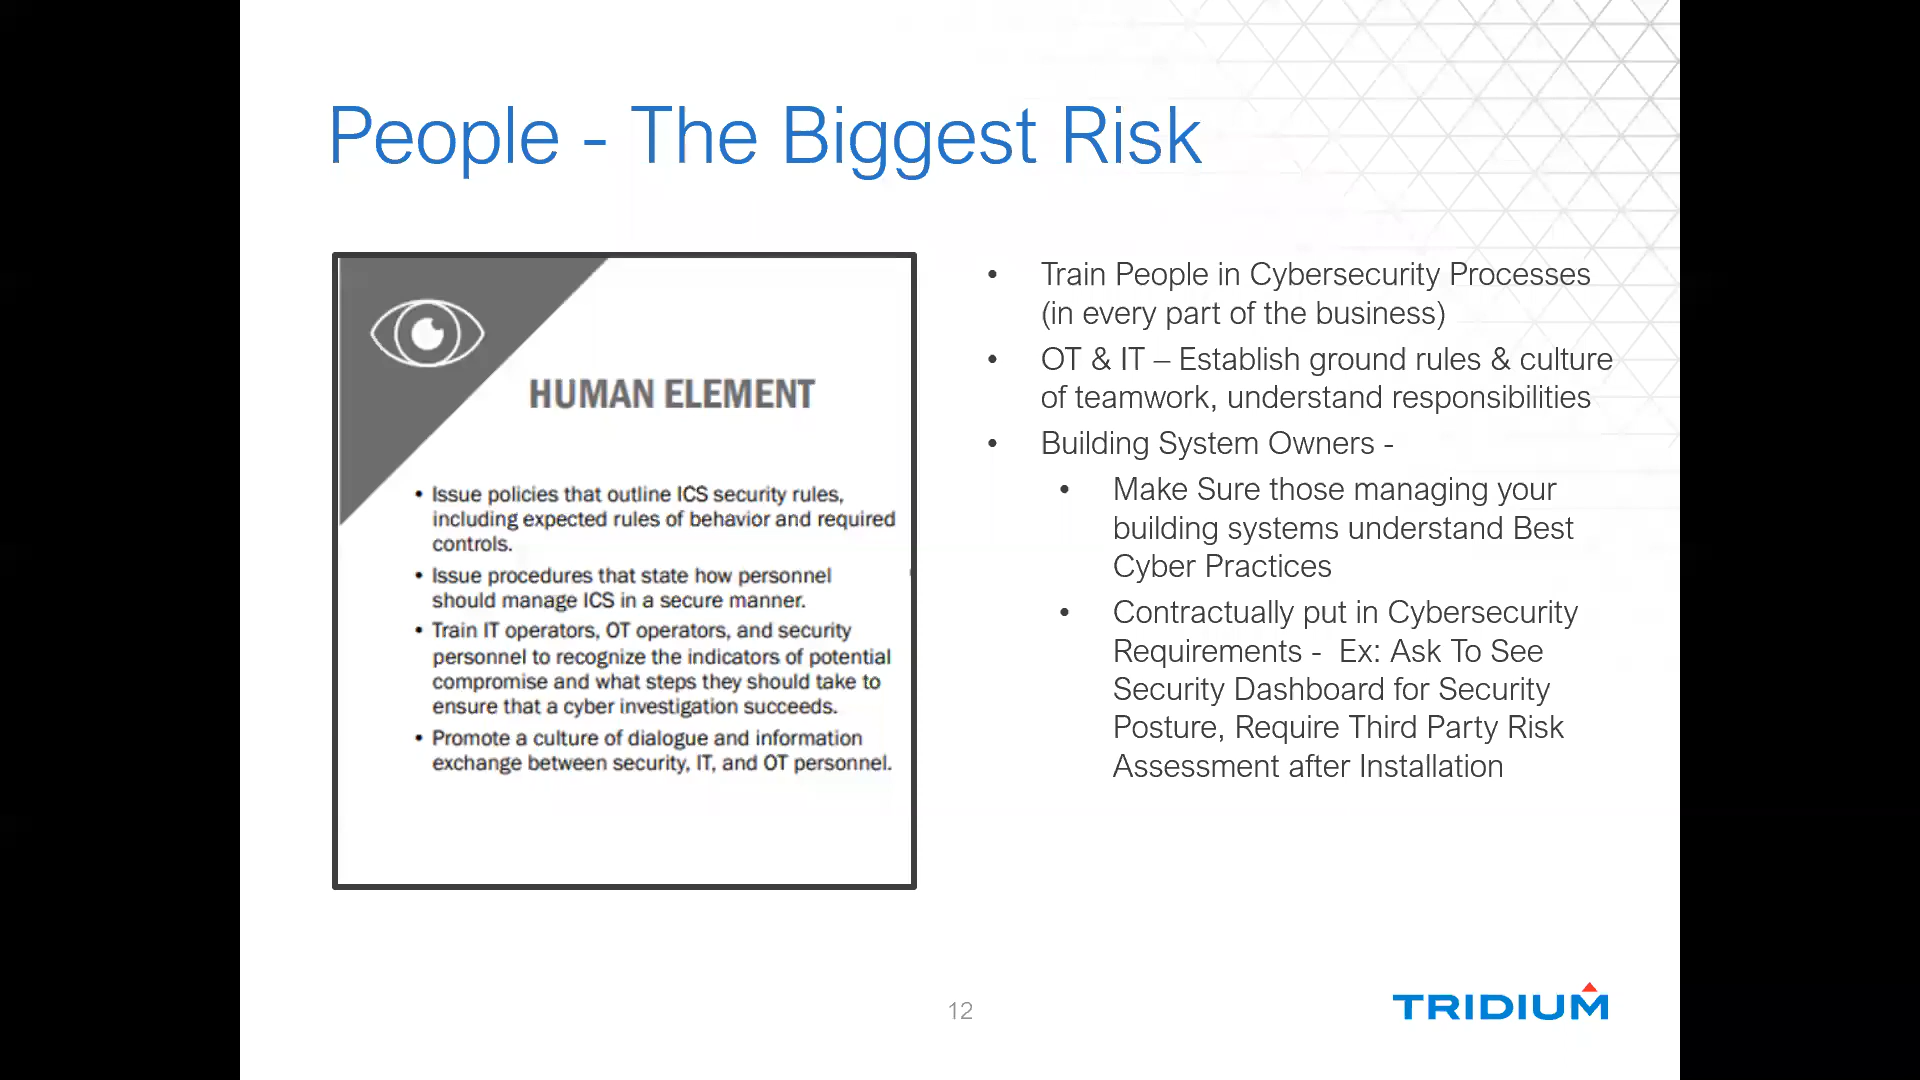 People - The Biggest Risk
HUMAN ELEMENT
• Issue policies that outline ICS security rules,
including expected rules of behavior and required
controls.
• Issue procedures that state how personnel
should manage ICS in a secure manner.
• Train IT operators, OT operators, and security
personnel to recognize the indicators of potential
compromise and what steps they should take to
ensure that a cyber investigation succeeds.
• Promote a culture of dialogue and information
exchange between security, IT, and OT personnel.
• Train People in Cybersecurity Processes
(in every part of the business)
• OT & IT – Establish ground rules & culture
of teamwork, understand responsibilities
• Building System Owners -
• Make Sure those managing your
building systems understand Best
Cyber Practices
• Contractually put in Cybersecurity
Requirements - Ex: Ask To See
Security Dashboard for Security
Posture, Require Third Party Risk
Assessment after Installation
12
TRIDIUM